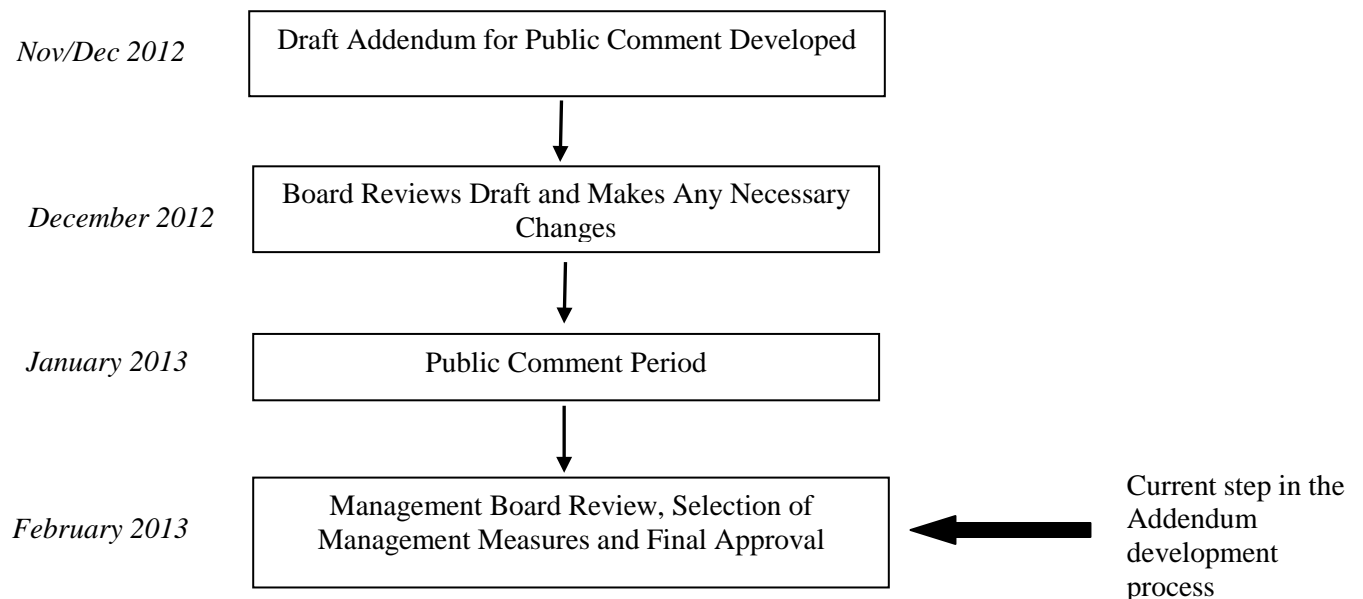 Nov/Dec 2012
Draft Addendum for Public Comment Developed
December 2012
Board Reviews Draft and Makes Any Necessary
Changes
January 2013
Public Comment Period
February 2013
Management Board Review, Selection of
Management Measures and Final Approval
Current step in the
Addendum
development
process